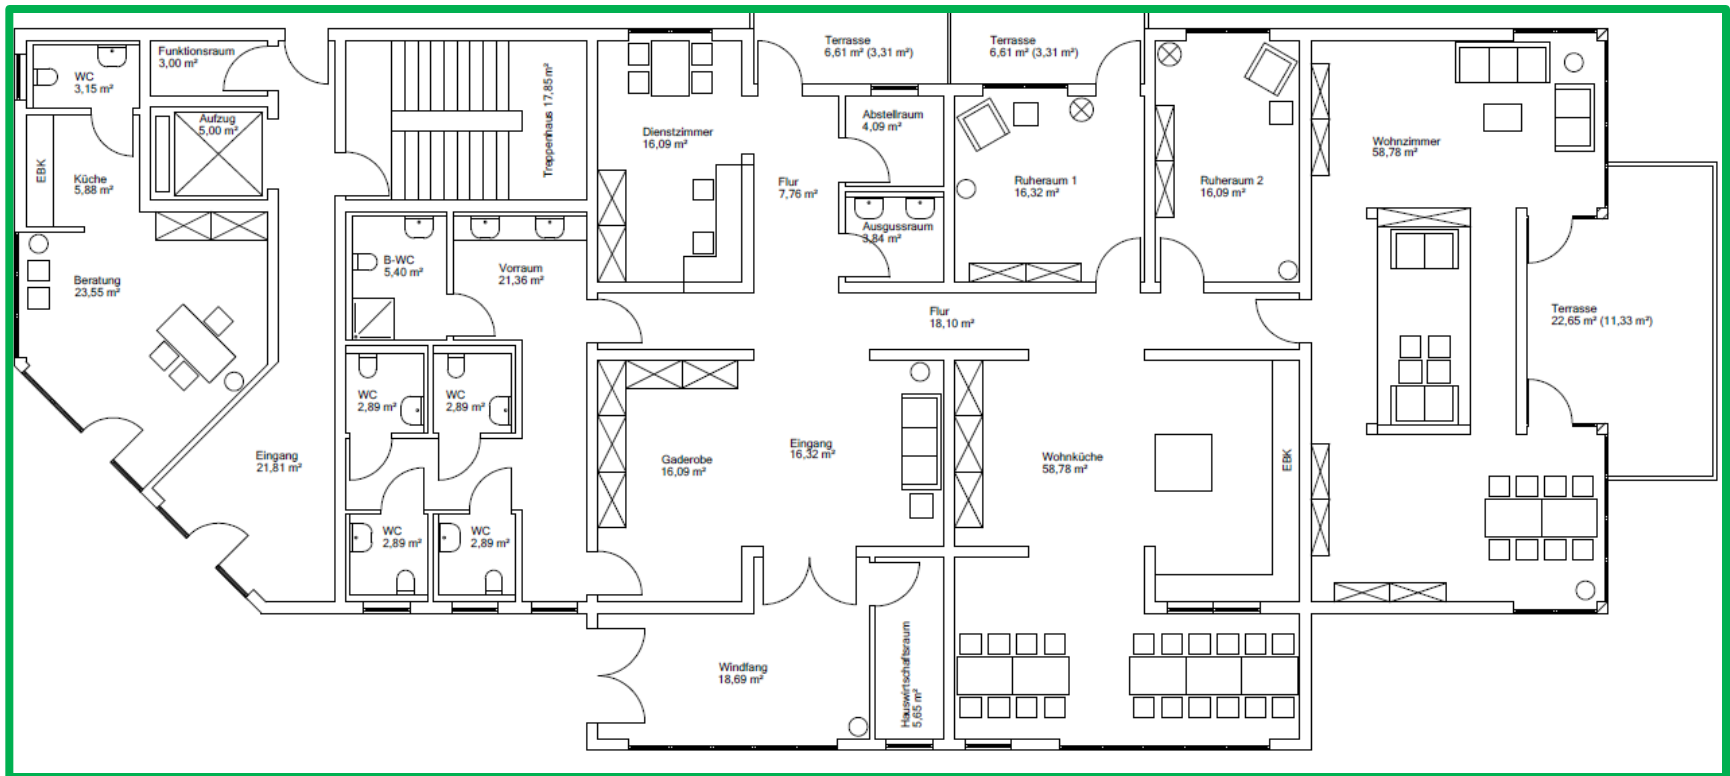 Funktionsraum
3,00 m²
WC
3,15 m²
Aufzug
5,00 m²
EBK
Küche
5,88 m²
Beratung
23,55 m²
Eingang
21,81 m²
Treppenhaus 17,85 m²
B-WC
5,40 m²
Vorraum
21,36 m²
WC
2,89 m²
WC
2,89 m²
WC
2,89 m²
WC
2,89 m²
Dienstzimmer
16,09 m²
Flur
7,76 m²
Terrasse
6,61 m² (3,31 m²)
Terrasse
6,61 m² (3,31 m²)
Abstellraum
4,09 m²
Ausgussraum
3,84 m²
Ruheraum 1
16,32 m²
Ruheraum 2
16,09 m²
Wohnzimmer
58,78 m²
Terrasse
22,65 m² (11,33 m²)
Flur
18,10 m²
Gaderobe
16,09 m²
Eingang
16,32 m²
Wohnküche
58,78 m²
EBK
Windfang
18,69 m²
Hauswirtschaftsraum
5,65 m²